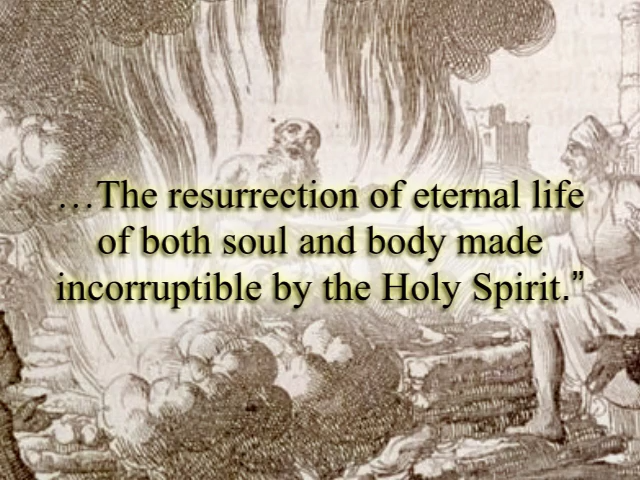 …The resurrection of eternal life
of both soul and body made
incorruptible by the Holy Spirit.”